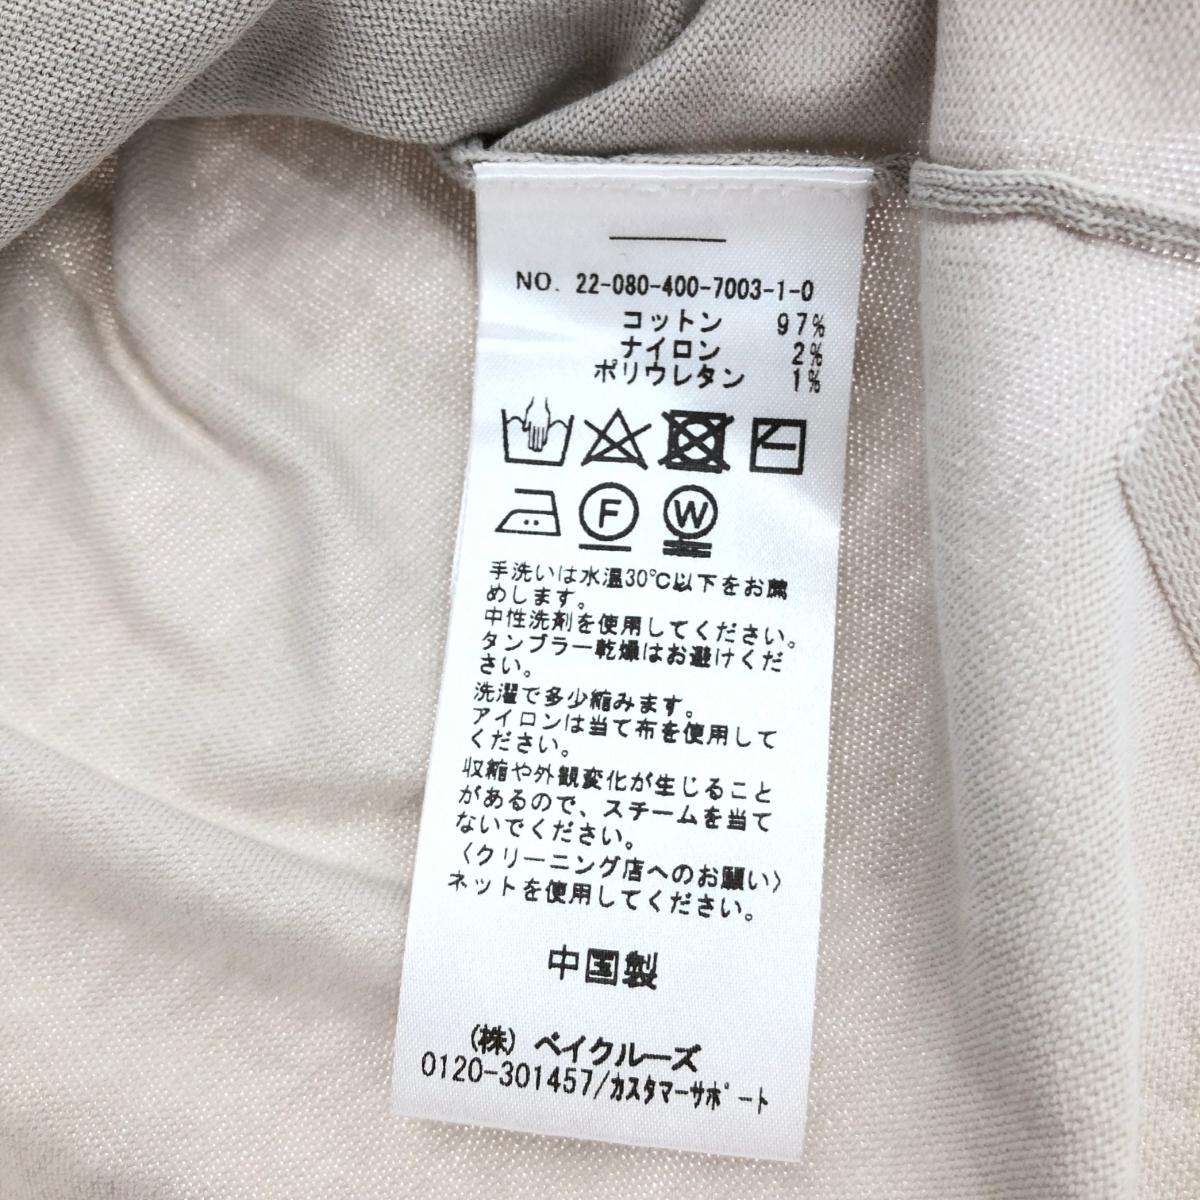 NO. 22-080-400-7003-1-0
コットン 97%
ナイロン 2%
ポリウレタン 1%
F W
手洗いは水温30℃以下をお薦
めします。
中性洗剤を使用してください。
タンブラー乾燥はお避けくだ
さい。
洗濯で多少縮みます。
アイロンは当て布を使用して
ください。
収縮や外観変化が生じること
があるので、スチームを当て
ないでください。
〈クリーニング店へのお願い〉
ネットを使用してください。
中国製
(株) ベイクルーズ
0120-301457/カスタマーサポート